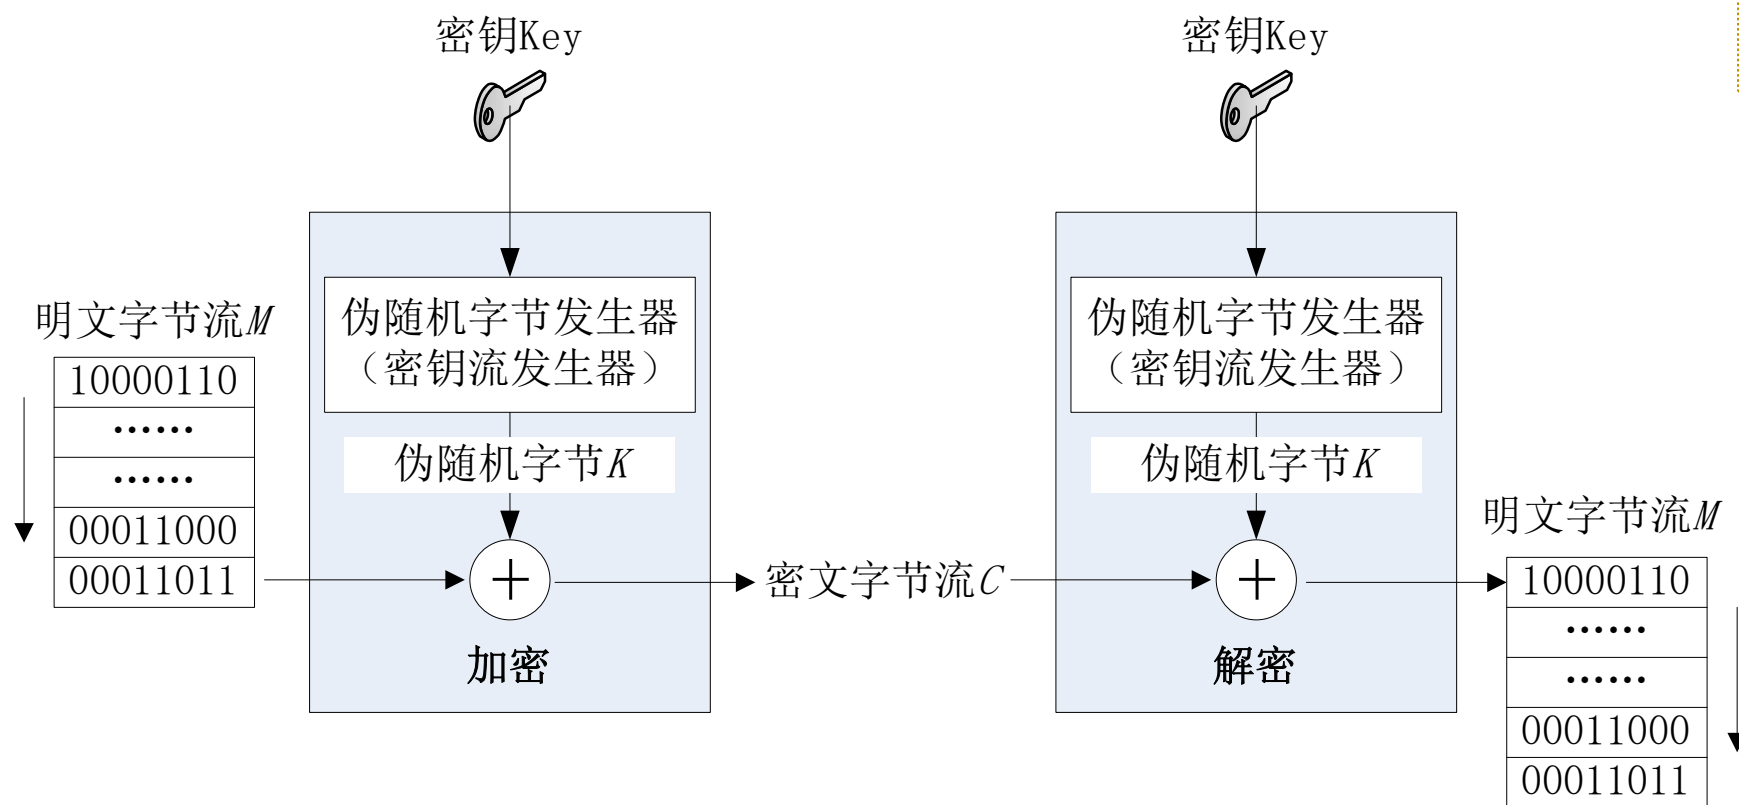 密钥Key
密钥Key
伪随机字节发生器
（密钥流发生器）
伪随机字节发生器
（密钥流发生器）
明文字节流M
10000110
······
······
00011000
00011011
伪随机字节K
伪随机字节K
+
密文字节流C
+
加密
解密
明文字节流M
10000110
······
······
00011000
00011011